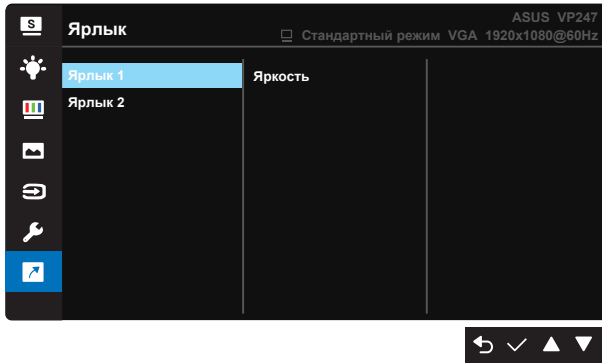 S
Ярлык
ASUS VP247
Стандартный режим VGA 1920x1080@60Hz
Ярлык 1
Яркость
Ярлык 2